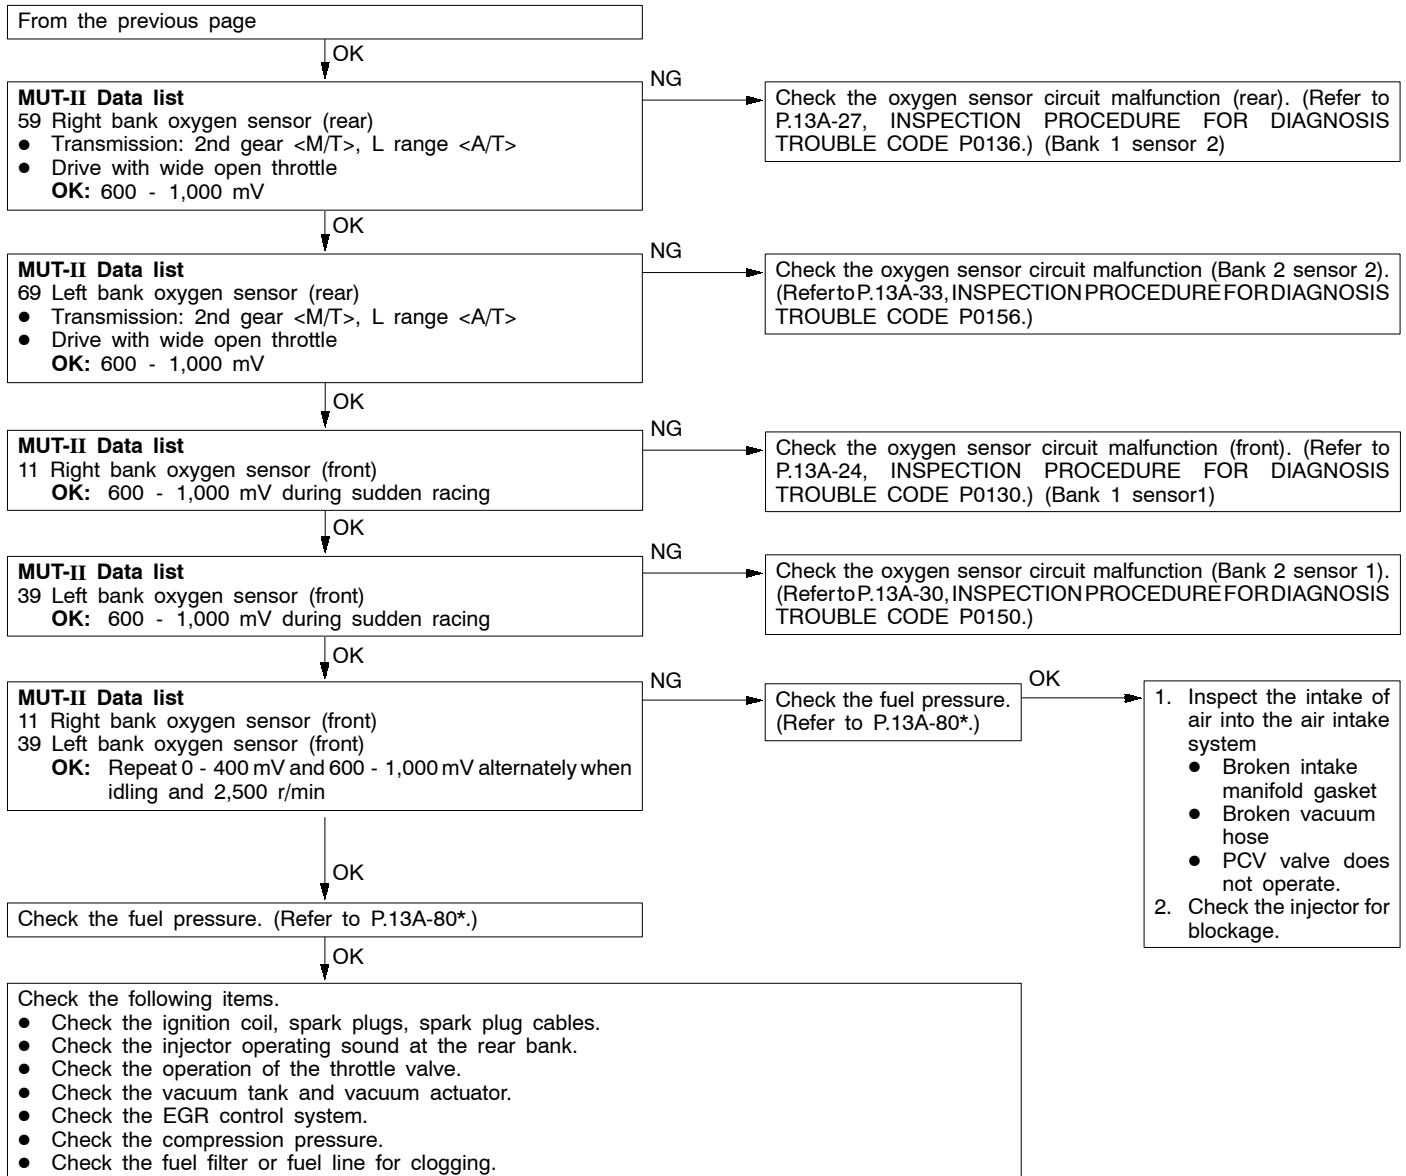 From the previous page
OK
MUT-II Data list
59 Right bank oxygen sensor (rear)
● Transmission: 2nd gear <M/T>, L range <A/T>
● Drive with wide open throttle
OK: 600 - 1,000 mV
NG
Check the oxygen sensor circuit malfunction (rear). (Refer to
P.13A-27, INSPECTION PROCEDURE FOR DIAGNOSIS
TROUBLE CODE P0136.) (Bank 1 sensor 2)
OK
MUT-II Data list
69 Left bank oxygen sensor (rear)
● Transmission: 2nd gear <M/T>, L range <A/T>
● Drive with wide open throttle
OK: 600 - 1,000 mV
NG
Check the oxygen sensor circuit malfunction (Bank 2 sensor 2).
(Refer to P.13A-33, INSPECTION PROCEDURE FOR DIAGNOSIS
TROUBLE CODE P0156.)
OK
MUT-II Data list
11 Right bank oxygen sensor (front)
OK: 600 - 1,000 mV during sudden racing
NG
Check the oxygen sensor circuit malfunction (front). (Refer to
P.13A-24, INSPECTION PROCEDURE FOR DIAGNOSIS
TROUBLE CODE P0130.) (Bank 1 sensor1)
OK
MUT-II Data list
39 Left bank oxygen sensor (front)
OK: 600 - 1,000 mV during sudden racing
NG
Check the oxygen sensor circuit malfunction (Bank 2 sensor 1).
(Refer to P.13A-30, INSPECTION PROCEDURE FOR DIAGNOSIS
TROUBLE CODE P0150.)
OK
MUT-II Data list
11 Right bank oxygen sensor (front)
39 Left bank oxygen sensor (front)
OK: Repeat 0 - 400 mV and 600 - 1,000 mV alternately when
idling and 2,500 r/min
NG
Check the fuel pressure.
(Refer to P.13A-80*.)
OK
1. Inspect the intake of
air into the air intake
system
● Broken intake
manifold gasket
● Broken vacuum
hose
● PCV valve does
not operate.
2. Check the injector for
blockage.
OK
Check the fuel pressure. (Refer to P.13A-80*.)
OK
Check the following items.
● Check the ignition coil, spark plugs, spark plug cables.
● Check the injector operating sound at the rear bank.
● Check the operation of the throttle valve.
● Check the vacuum tank and vacuum actuator.
● Check the EGR control system.
● Check the compression pressure.
● Check the fuel filter or fuel line for clogging.